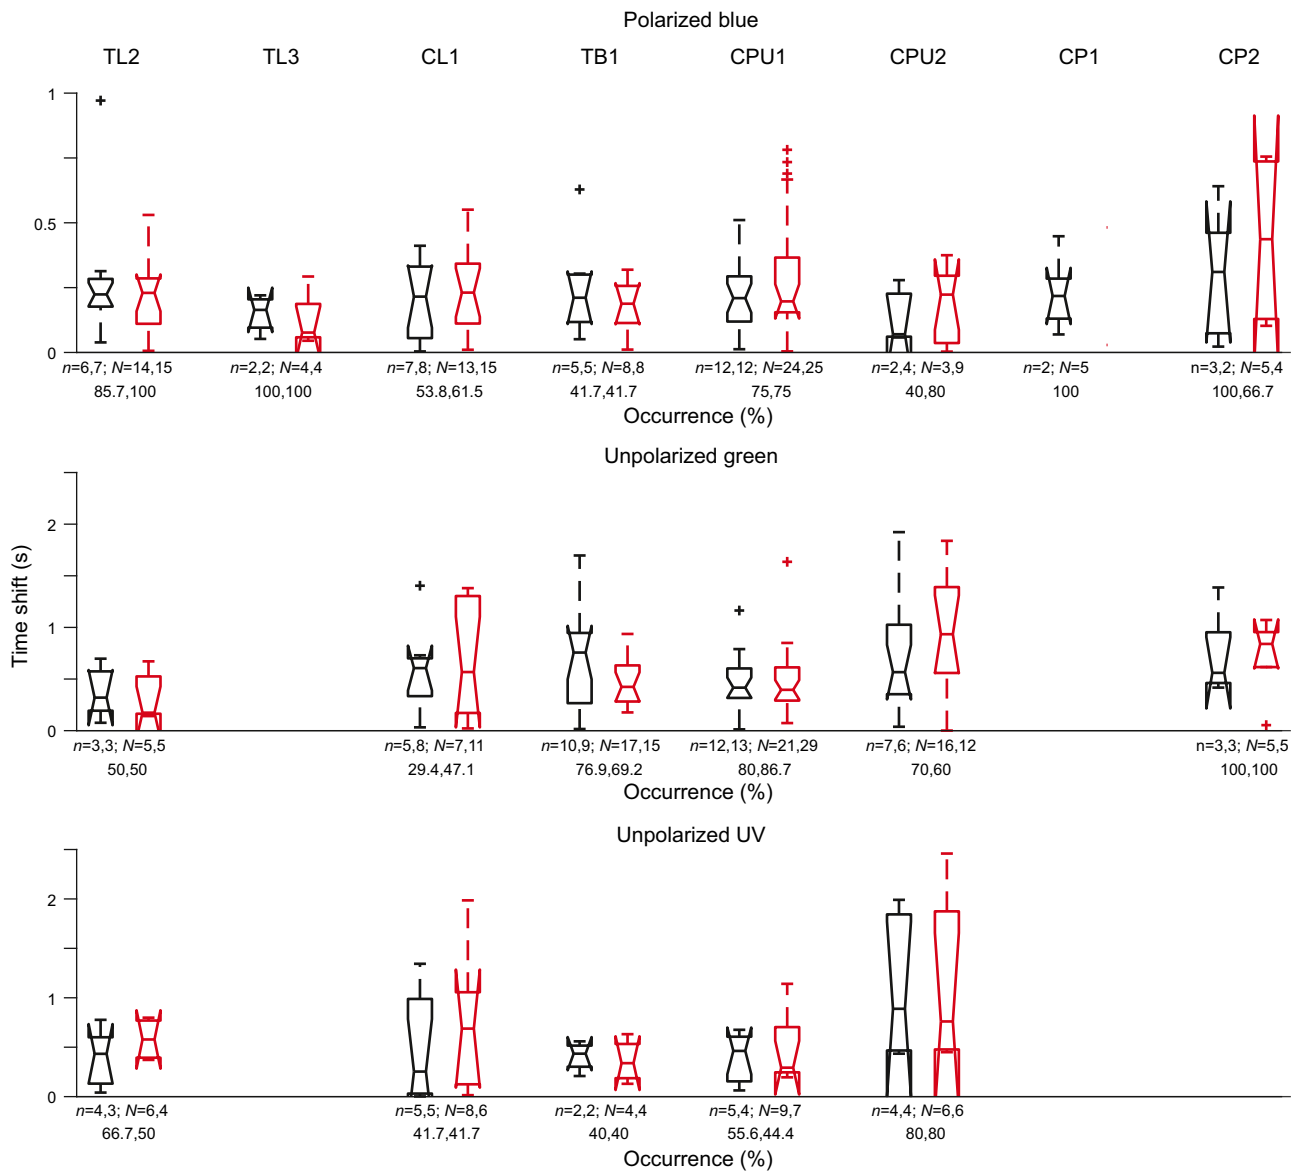 Polarized blue
TL2 TL3 CL1 TB1 CPU1 CPU2 CP1 CP2
1
0.5
0
n=6,7; N=14,15 n=2,2; N=4,4 n=7,8; N=13,15 n=5,5; N=8,8 n=12,12; N=24,25 n=2,4; N=3,9 n=2; N=5 n=3,2; N=5,4
85.7,100 100,100 53.8,61.5 41.7,41.7 75,75 40,80 100 100,66.7
Occurrence (%)
Unpolarized green
Time shift (s)
2
1
0
n=3,3; N=5,5 n=5,8; N=7,11 n=10,9; N=17,15 n=12,13; N=21,29 n=7,6; N=16,12 n=3,3; N=5,5
50,50 29.4,47.1 76.9,69.2 80,86.7 70,60 100,100
Occurrence (%)
Unpolarized UV
2
1
0
n=4,3; N=6,4 n=5,5; N=8,6 n=2,2; N=4,4 n=5,4; N=9,7 n=4,4; N=6,6
66.7,50 41.7,41.7 40,40 55.6,44.4 80,80
Occurrence (%)